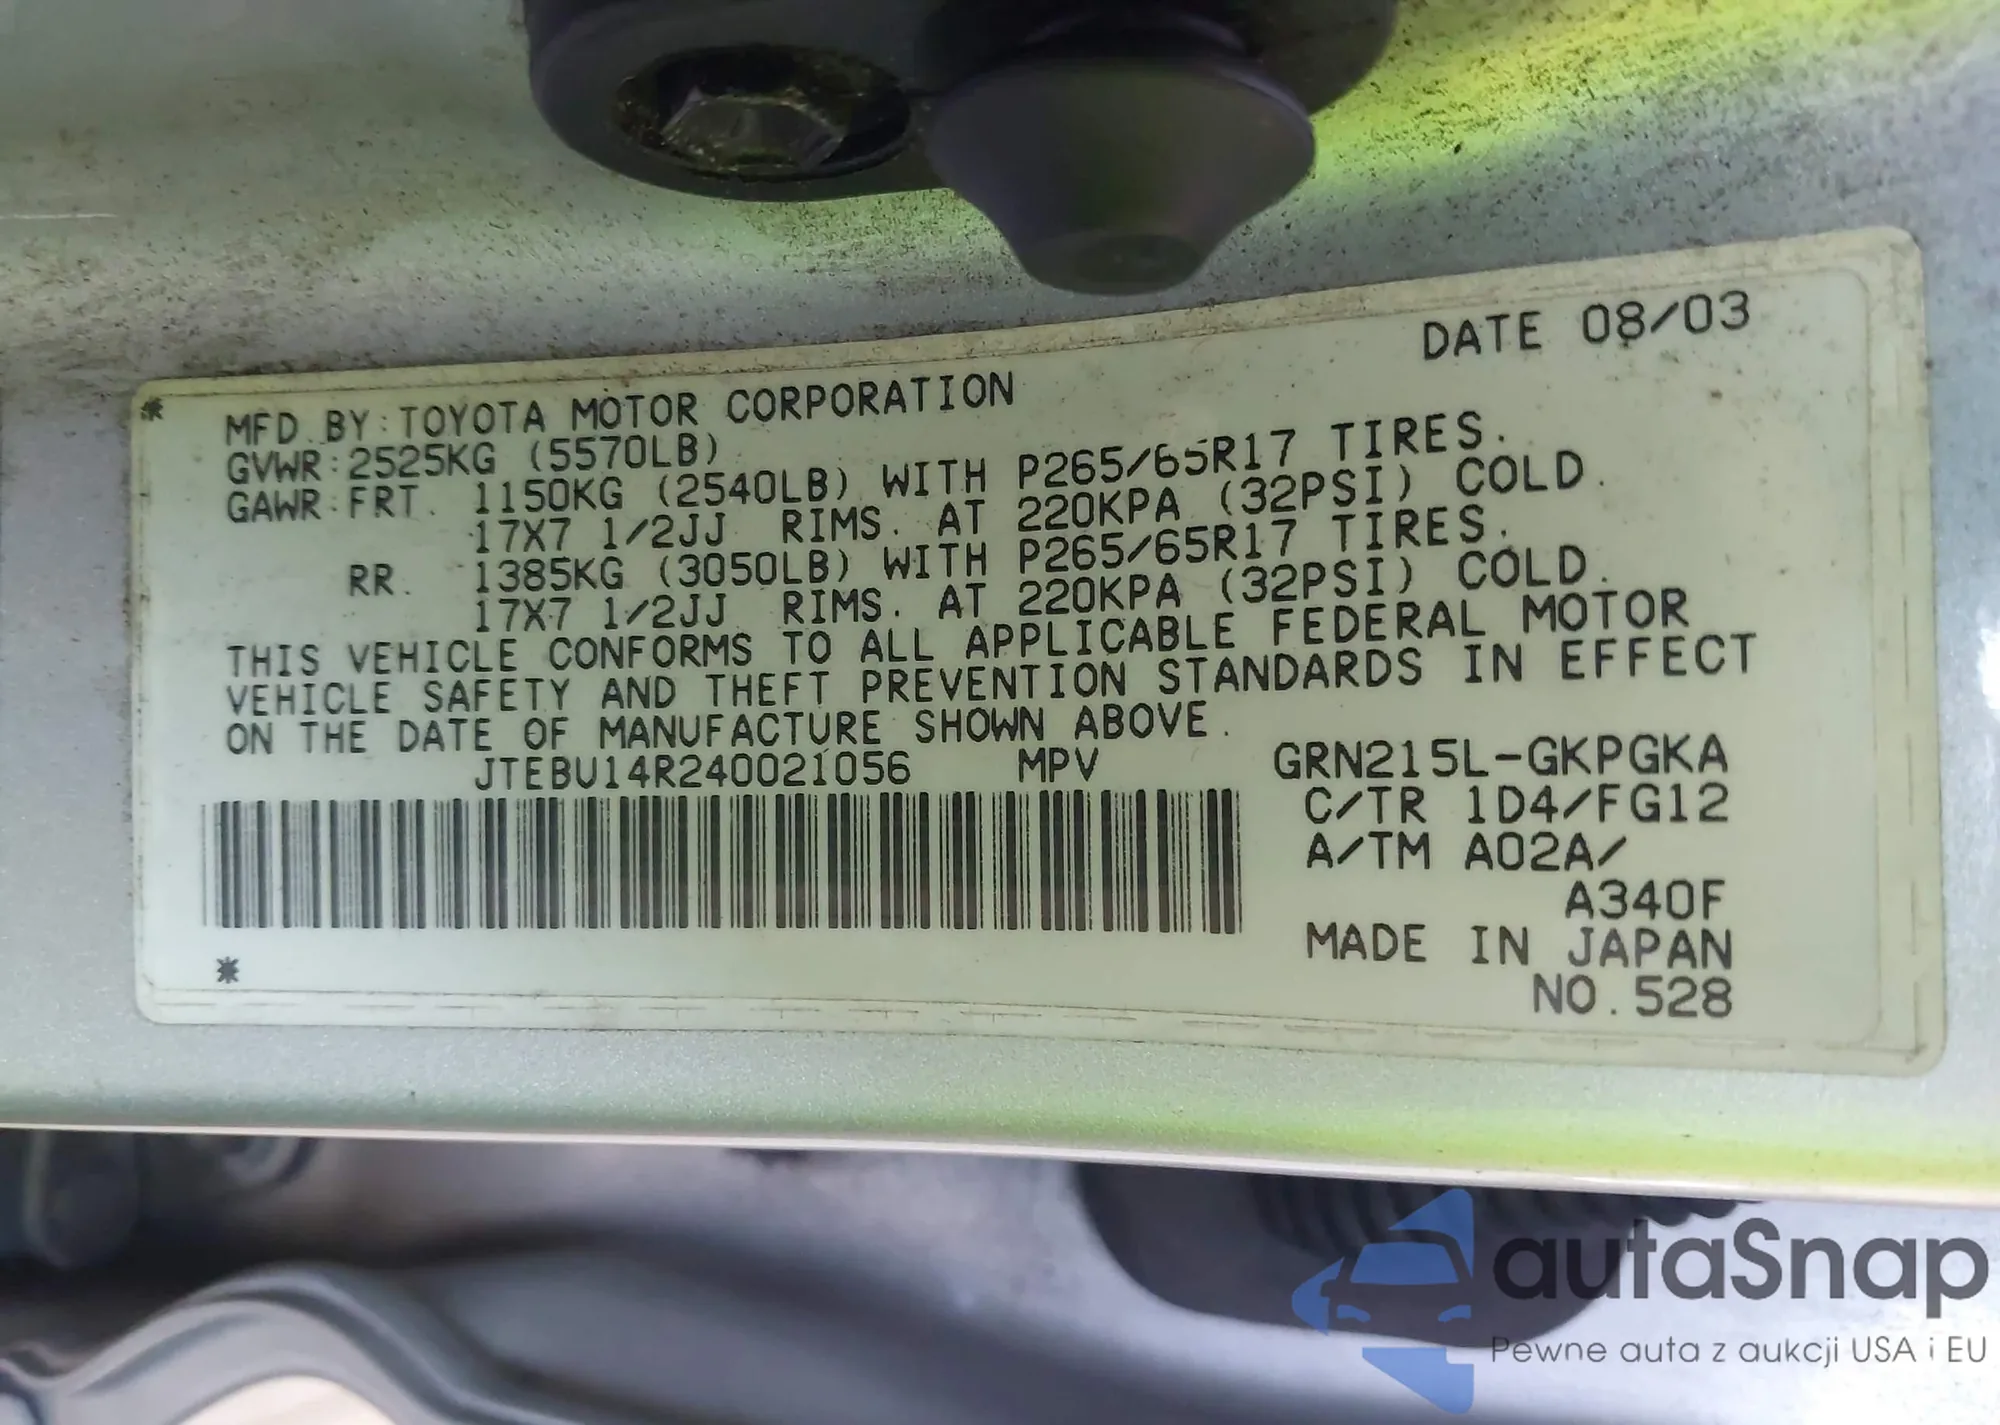 DATE 08/03
MFD.BY:TOYOTA MOTOR CORPORATION
GVWR:2525KG (5570LB)
GAWR:FRT. 1150KG (2540LB) WITH P265/65R17 TIRES.
17X7 1/2JJ RIMS. AT 220KPA (32PSI) COLD.
RR. 1385KG (3050LB) WITH P265/65R17 TIRES.
17X7 1/2JJ RIMS. AT 220KPA (32PSI) COLD.
THIS VEHICLE CONFORMS TO ALL APPLICABLE FEDERAL MOTOR
VEHICLE SAFETY AND THEFT PREVENTION STANDARDS IN EFFECT
ON THE DATE OF MANUFACTURE SHOWN ABOVE.
JTEBU14R240021056 MPV GRN215L-GKPGKA
C/TR 1D4/FG12
A/TM A02A/
A340F
MADE IN JAPAN
NO.528
autaSnap
Pewne auta z aukcji USA i EU